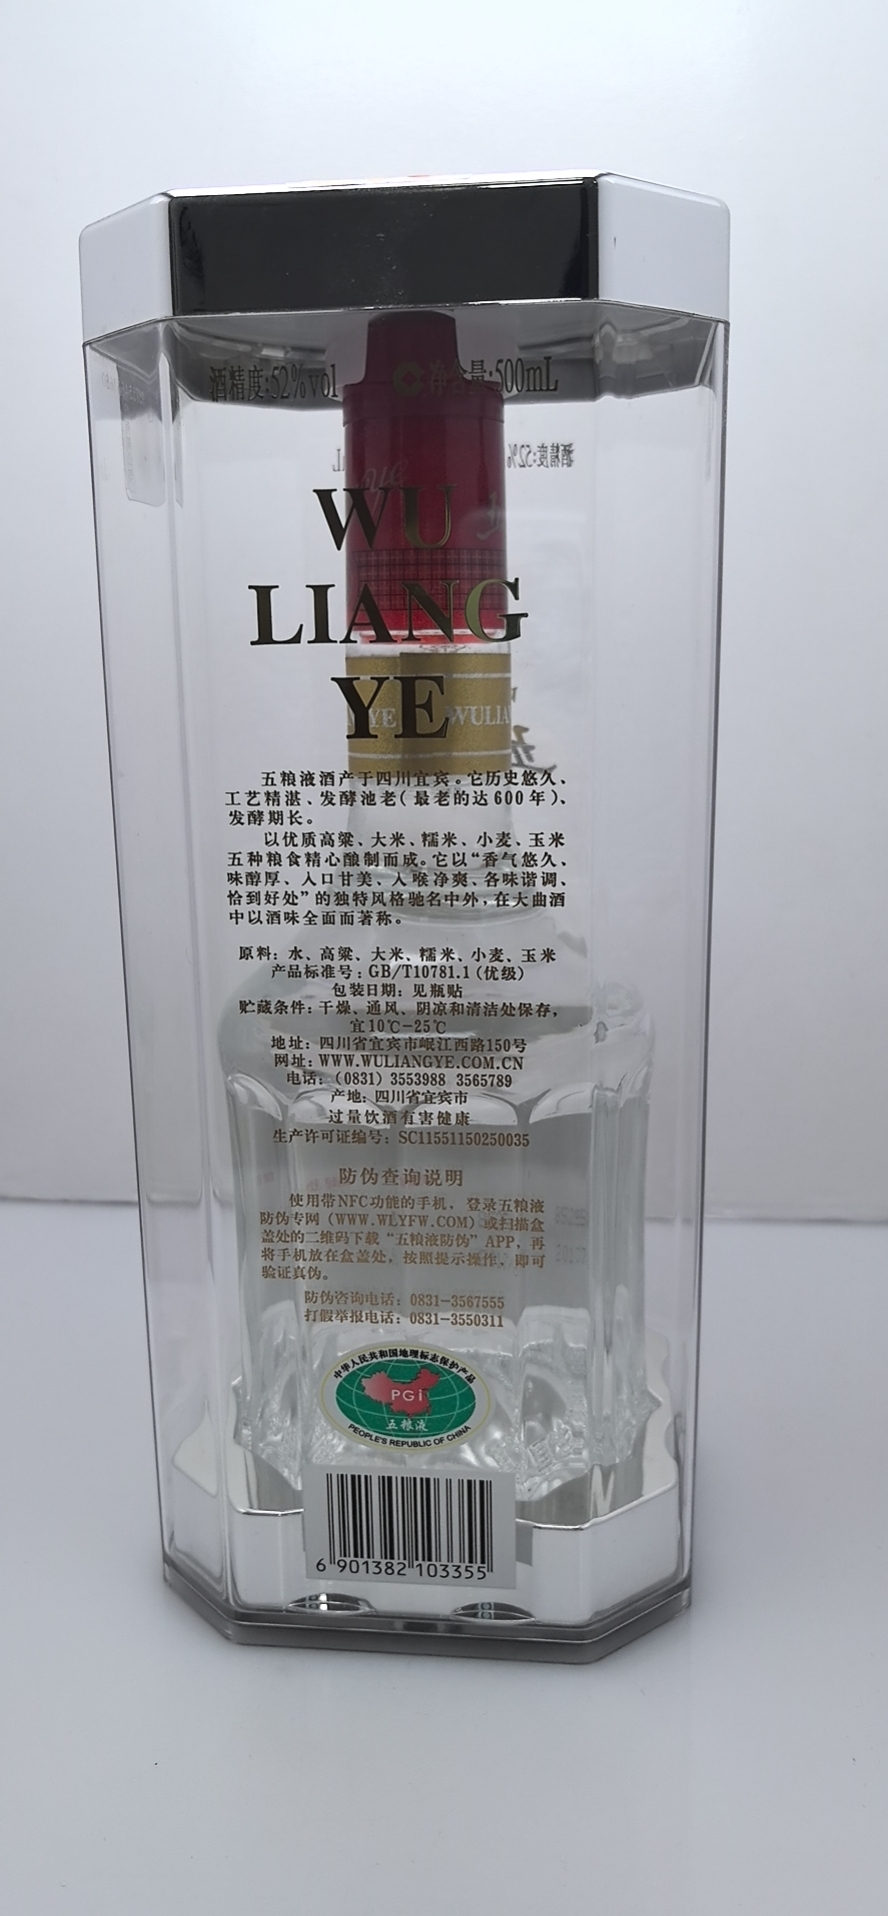 酒精度:52%vol 净含量:500mL
酒精度:52%
WU
LIANG
YE
YE WULIA
五粮液酒产于四川宜宾。它历史悠久、
工艺精湛、发酵池老(最老的达600年)、
发酵期长。
以优质高粱、大米、糯米、小麦、玉米
五种粮食精心酿制而成。它以“香气悠久、
味醇厚、入口甘美、入喉净爽、各味谐调、
恰到好处”的独特风格驰名中外,在大曲酒
中以酒味全面而著称。
原料: 水、高粱、大米、糯米、小麦、玉米
产品标准号: GB/T10781.1(优级)
包装日期: 见瓶贴
贮藏条件: 干燥、通风、阴凉和清洁处保存,
宜10℃-25℃
地址: 四川省宜宾市岷江西路150号
网址: WWW.WULIANGYE.COM.CN
电话: (0831) 3553988 3565789
产地: 四川省宜宾市
过量饮酒有害健康
生产许可证编号: SC11551150250035
防伪查询说明
使用带NFC功能的手机, 登录五粮液
防伪专网 (WWW.WLYFW.COM) 或扫描盒
盖处的二维码下载“五粮液防伪”APP, 再
将手机放在盒盖处, 按照提示操作, 即可
验证真伪。
防伪咨询电话: 0831-3567555
打假举报电话: 0831-3550311
中华人民共和国地理标志保护产品
PGI
五粮液
PEOPLE'S REPUBLIC OF CHINA
6 901382 103355